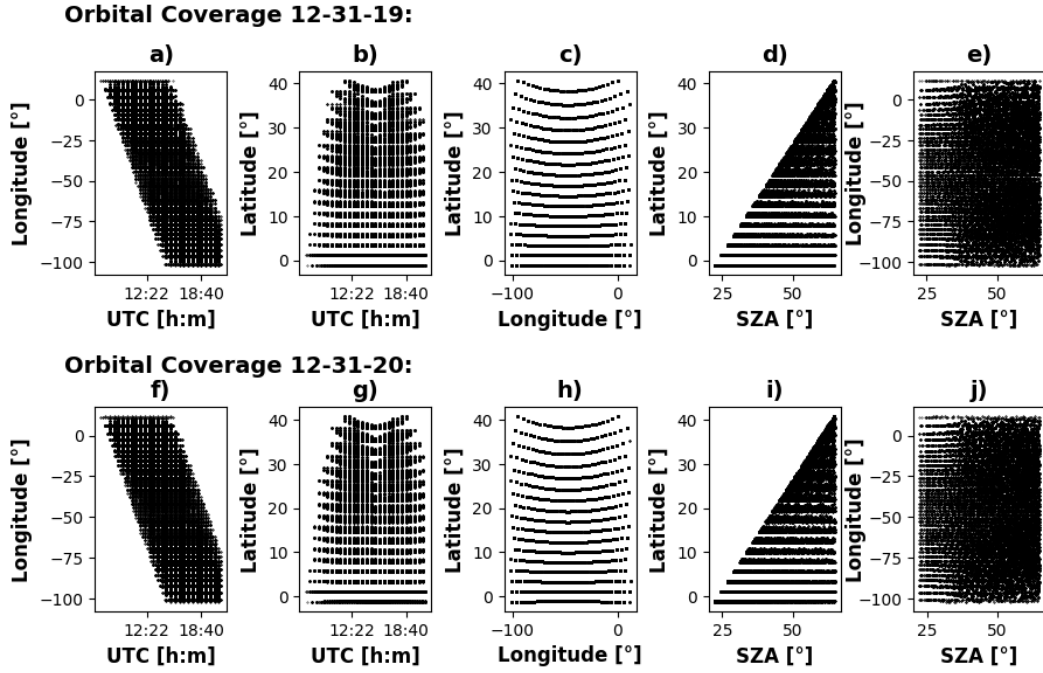 Orbital Coverage 12-31-19:
a) b) c) d) e)
Longitude [°]
0
−25
−50
−75
−100
12:22 18:40
UTC [h:m]
Latitude [°]
40
30
20
10
0
12:22 18:40
UTC [h:m]
Latitude [°]
40
30
20
10
0
−100 0
Longitude [°]
Latitude [°]
40
30
20
10
0
25 50
SZA [°]
Longitude [°]
0
−25
−50
−75
−100
25 50
SZA [°]
Orbital Coverage 12-31-20:
f) g) h) i) j)
Longitude [°]
0
−25
−50
−75
−100
12:22 18:40
UTC [h:m]
Latitude [°]
40
30
20
10
0
12:22 18:40
UTC [h:m]
Latitude [°]
40
30
20
10
0
−100 0
Longitude [°]
Latitude [°]
40
30
20
10
0
25 50
SZA [°]
Longitude [°]
0
−25
−50
−75
−100
25 50
SZA [°]